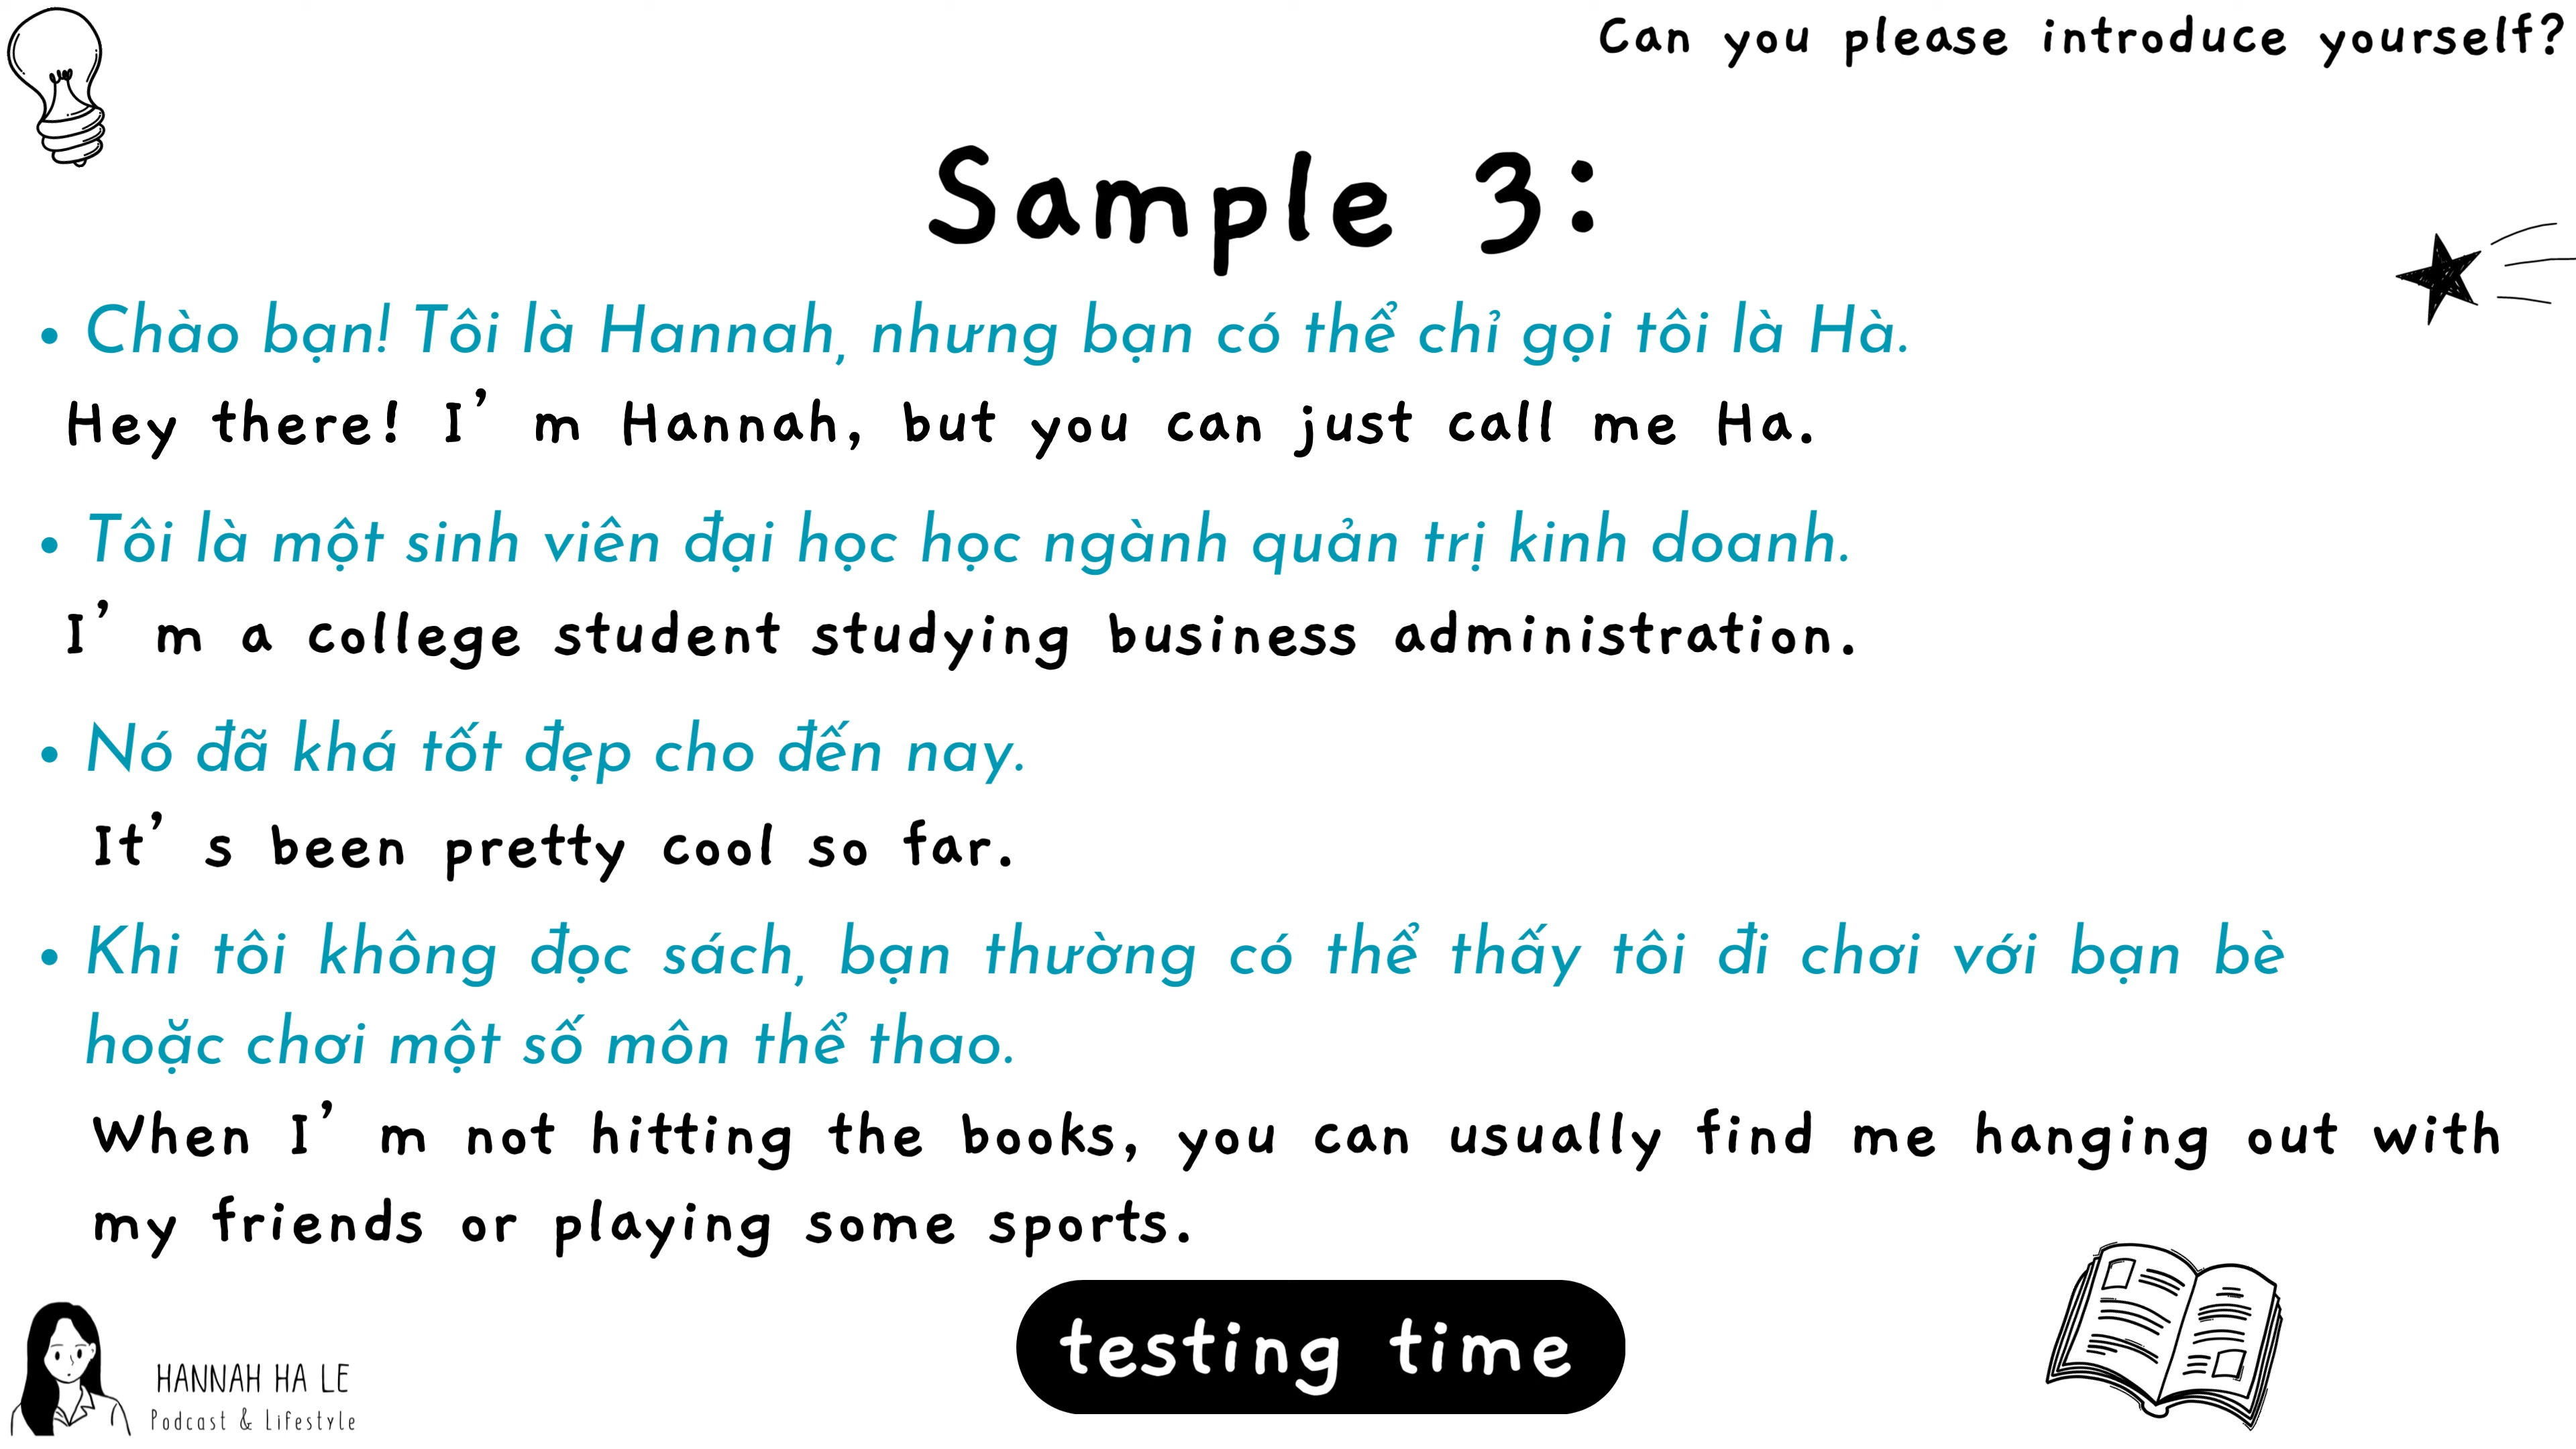 Can you please introduce yourself?
Sample 3:
• Chào bạn! Tôi là Hannah, nhưng bạn có thể chỉ gọi tôi là Hà.
Hey there! I’ m Hannah, but you can just call me Ha.
• Tôi là một sinh viên đại học học ngành quản trị kinh doanh.
I’ m a college student studying business administration.
• Nó đã khá tốt đẹp cho đến nay.
It’ s been pretty cool so far.
• Khi tôi không đọc sách, bạn thường có thể thấy tôi đi chơi với bạn bè
hoặc chơi một số môn thể thao.
When I’ m not hitting the books, you can usually find me hanging out with
my friends or playing some sports.
testing time
HANNAH HA LE
Podcast & Lifestyle